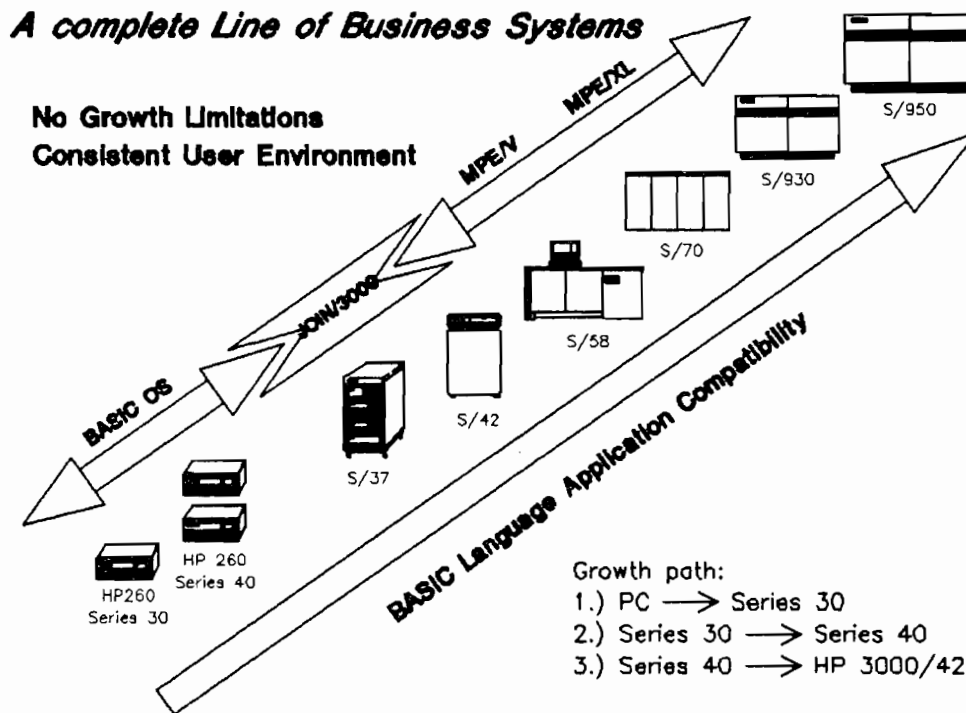 A complete Line of Business Systems
No Growth Limitations
Consistent User Environment
MPE/XL
MPE/V
JOIN/3000
BASIC OS
S/950
S/930
S/70
S/58
S/42
S/37
HP 260
Series 40
HP260
Series 30
BASIC Language Application Compatibility
Growth path:
1.) PC → Series 30
2.) Series 30 → Series 40
3.) Series 40 → HP 3000/42